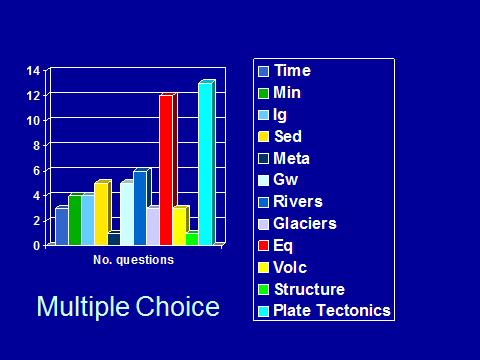 14
12
10
8
6
4
2
0
No. questions
Time
Min
Ig
Sed
Meta
Gw
Rivers
Glaciers
Eq
Volc
Structure
Plate Tectonics
Multiple Choice